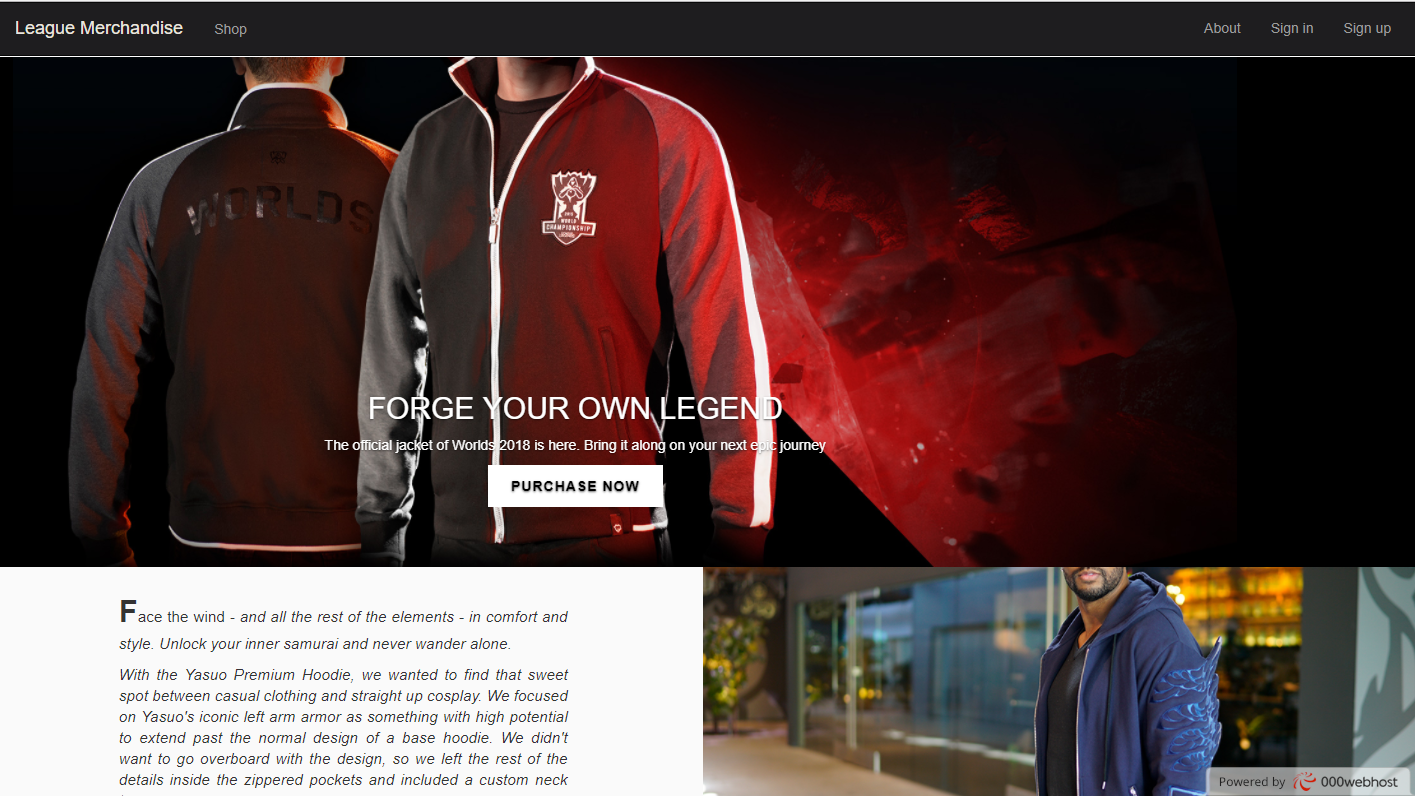 League Merchandise
Shop
About
Sign in
Sign up
WORLDS
WORLD
CHAMPIONSHIP
FORGE YOUR OWN LEGEND
The official jacket of Worlds 2018 is here. Bring it along on your next epic journey
PURCHASE NOW
Face the wind - and all the rest of the elements - in comfort and
style. Unlock your inner samurai and never wander alone.
With the Yasuo Premium Hoodie, we wanted to find that sweet
spot between casual clothing and straight up cosplay. We focused
on Yasuo's iconic left arm armor as something with high potential
to extend past the normal design of a base hoodie. We didn't
want to go overboard with the design, so we left the rest of the
details inside the zippered pockets and included a custom neck
Powered by 000webhost